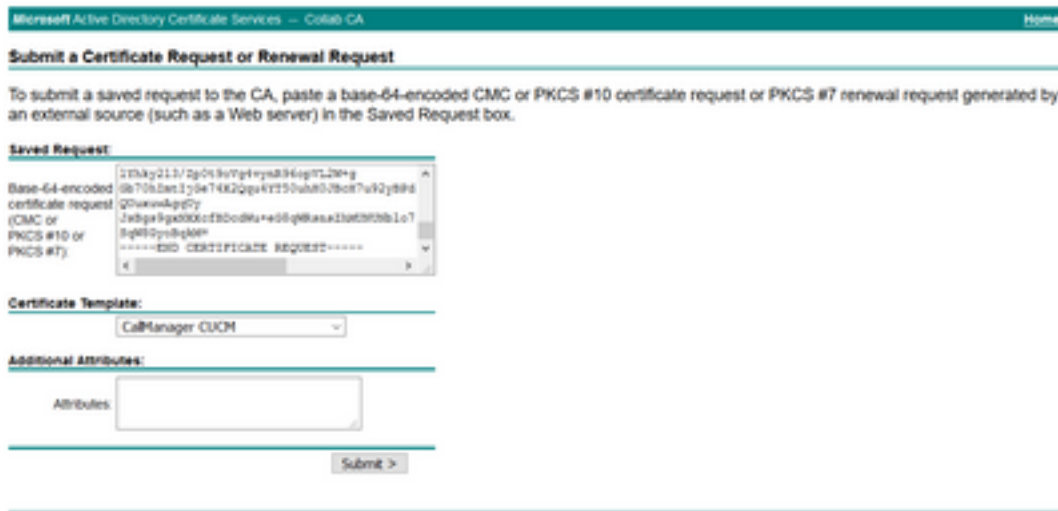 Microsoft Active Directory Certificate Services -- Collab CA
Home
Submit a Certificate Request or Renewal Request
To submit a saved request to the CA, paste a base-64-encoded CMC or PKCS #10 certificate request or PKCS #7 renewal request generated by
an external source (such as a Web server) in the Saved Request box.
Saved Request:
Base-64-encoded
certificate request
(CMC or
PKCS #10 or
PKCS #7):
-----END CERTIFICATE REQUEST-----
Certificate Template:
CallManager CUCM
Additional Attributes:
Attributes:
Submit >